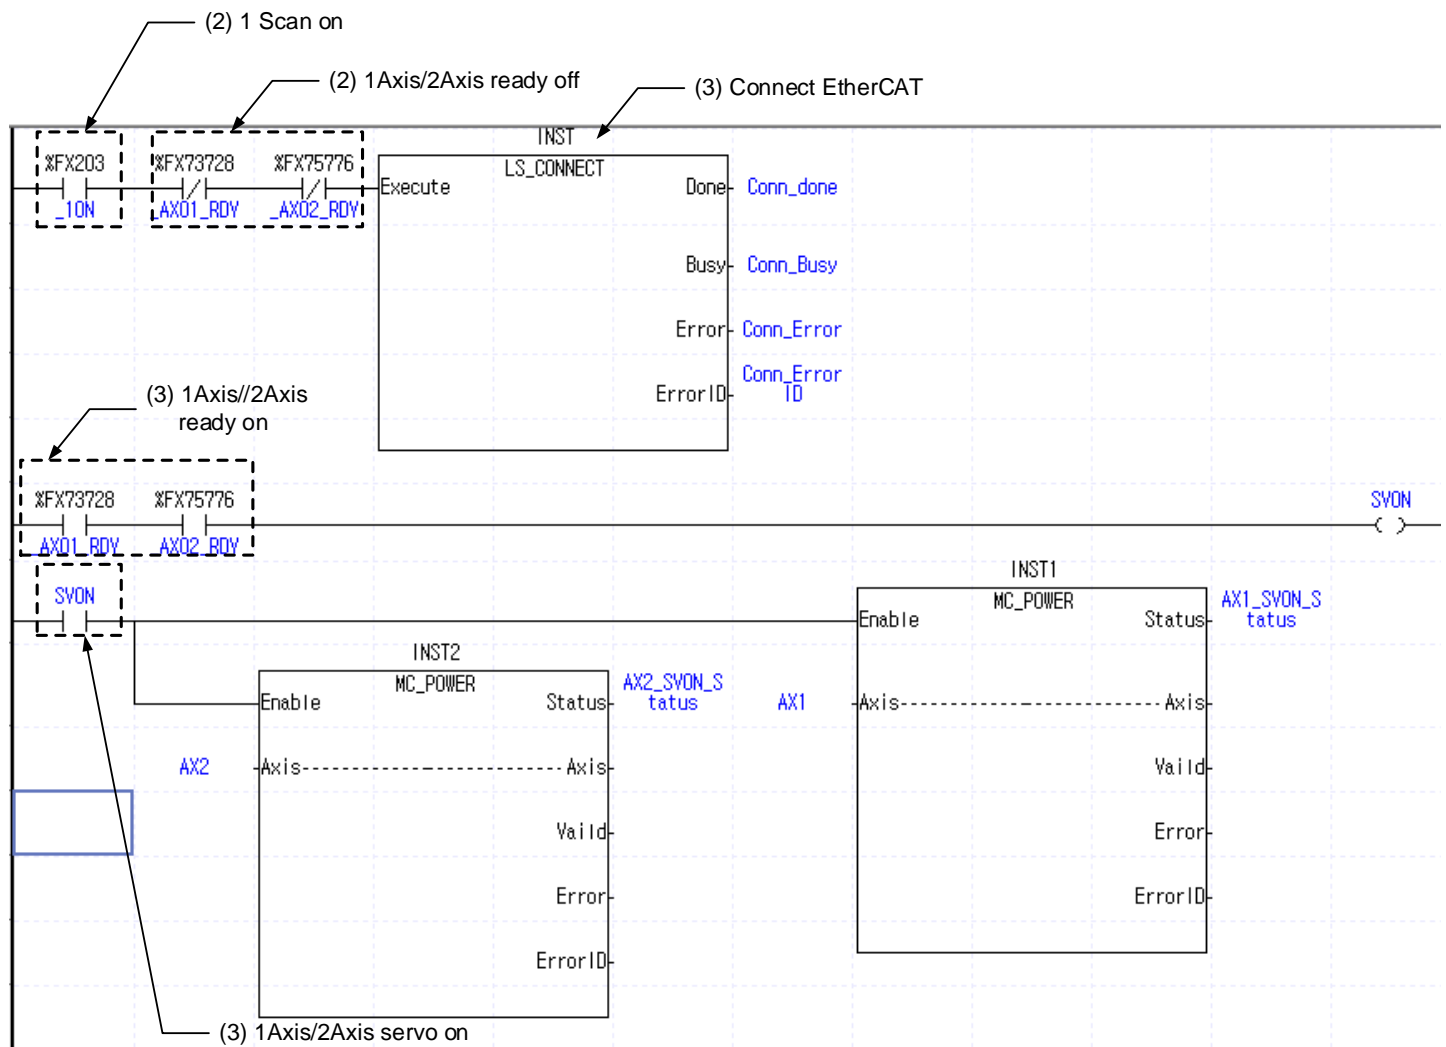 (2) 1 Scan on
(2) 1Axis/2Axis ready off
(3) Connect EtherCAT
INST
%FX203 %FX73728 %FX75776 LS_CONNECT
Execute Done Conn_done
_1ON _AX01_RDY _AX02_RDY
Busy Conn_Busy
Error Conn_Error
Conn_Error
ErrorID ID
(3) 1Axis//2Axis
ready on
%FX73728 %FX75776 SVON
_AX01_RDY _AX02_RDY
INST1
SVON MC_POWER AX1_SVON_S
Enable Status tatus
INST2
MC_POWER AX2_SVON_S
Enable Status tatus AX1 Axis Axis
AX2 Axis Axis Vaild
Vaild Error
Error ErrorID
ErrorID
(3) 1Axis/2Axis servo on